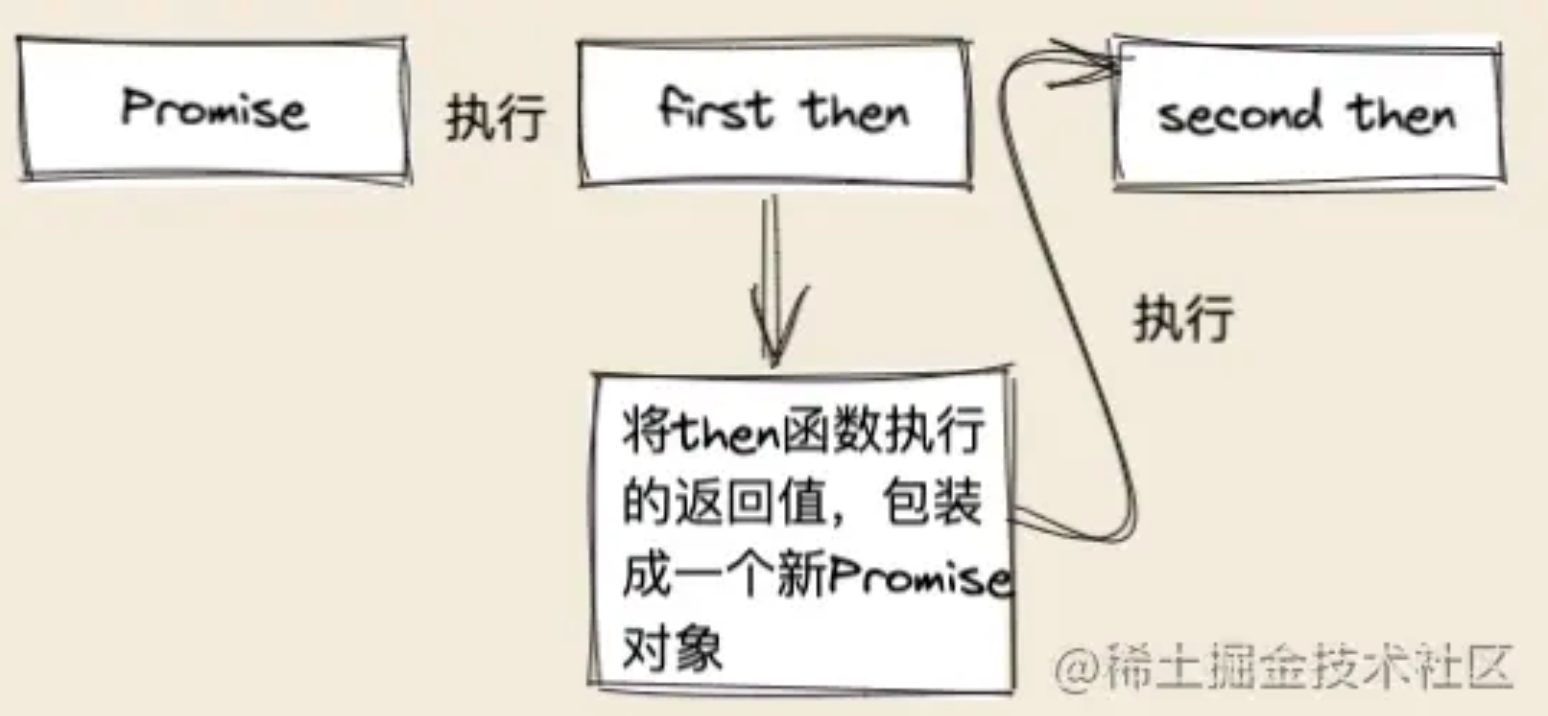 Promise
执行
first then
second then
执行
将then函数执行
的返回值，包装
成一个新Promise
对象
@稀土掘金技术社区